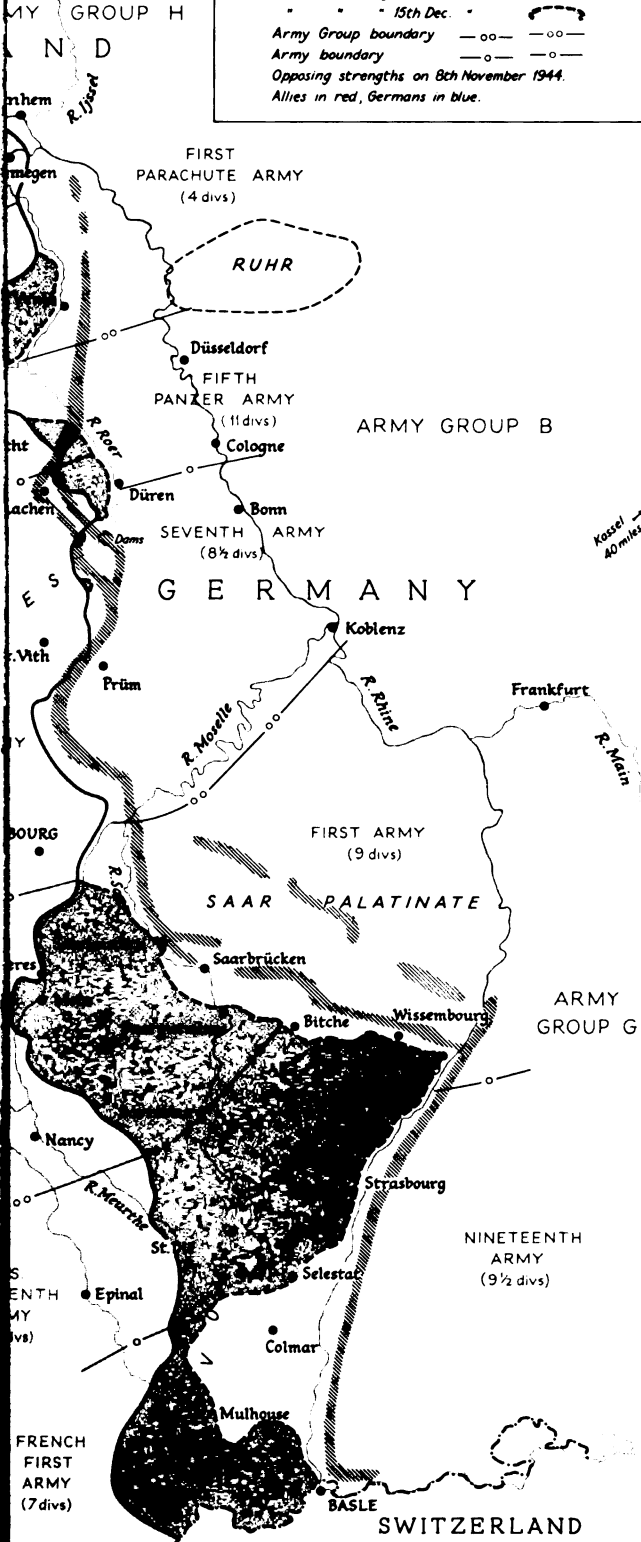 MY GROUP H
N D
" " " 15th Dec. "
Army Group boundary
Army boundary
Opposing strengths on 8th November 1944.
Allies in red, Germans in blue.
R. Ijssel
nhem
megen
FIRST
PARACHUTE ARMY
(4 divs)
RUHR
Düsseldorf
FIFTH
PANZER ARMY
(11 divs)
ARMY GROUP B
R Roer
cht
Cologne
Düren
achen
Bonn
Dams
SEVENTH ARMY
(8½ divs)
Kassel
40 miles
E S
GERMANY
Koblenz
.Vith
Prüm
R. Rhine
Frankfurt
R. Moselle
R. Main
MY
BOURG
FIRST ARMY
(9 divs)
SAAR PALATINATE
Saarbrücken
Bitche
Wissembourg
ARMY
GROUP G
Nancy
R. Meurthe
Strasbourg
St.
NINETEENTH
ARMY
(9½ divs)
Selestat
S.
ENTH
MY
ivs)
Epinal
V O
Colmar
Mulhouse
FRENCH
FIRST
ARMY
(7 divs)
BASLE
SWITZERLAND